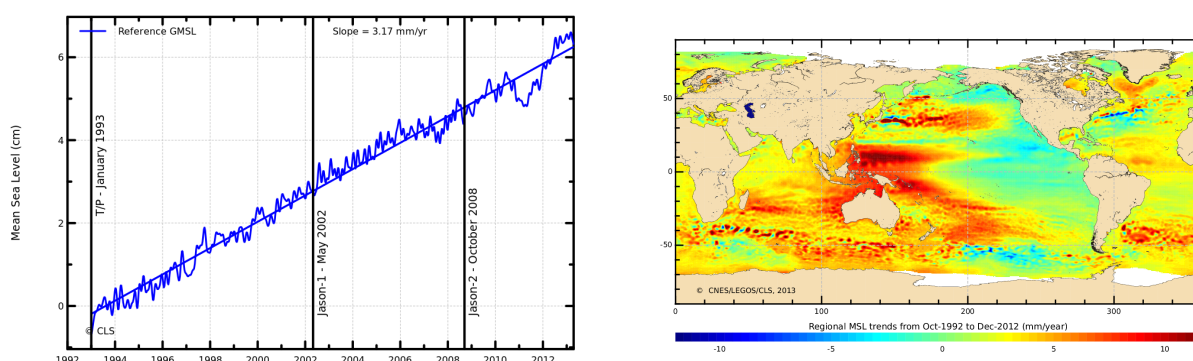 Reference GMSL
Slope = 3.17 mm/yr
Mean Sea Level (cm)
6
4
2
0
T/P - January 1993
Jason-1 - May 2002
Jason-2 - October 2008
© CLS
1992 1994 1996 1998 2000 2002 2004 2006 2008 2010 2012
50
0
-50
© CNES/LEGOS/CLS, 2013
0 100 200 300
Regional MSL trends from Oct-1992 to Dec-2012 (mm/year)
-10 -5 0 5 10